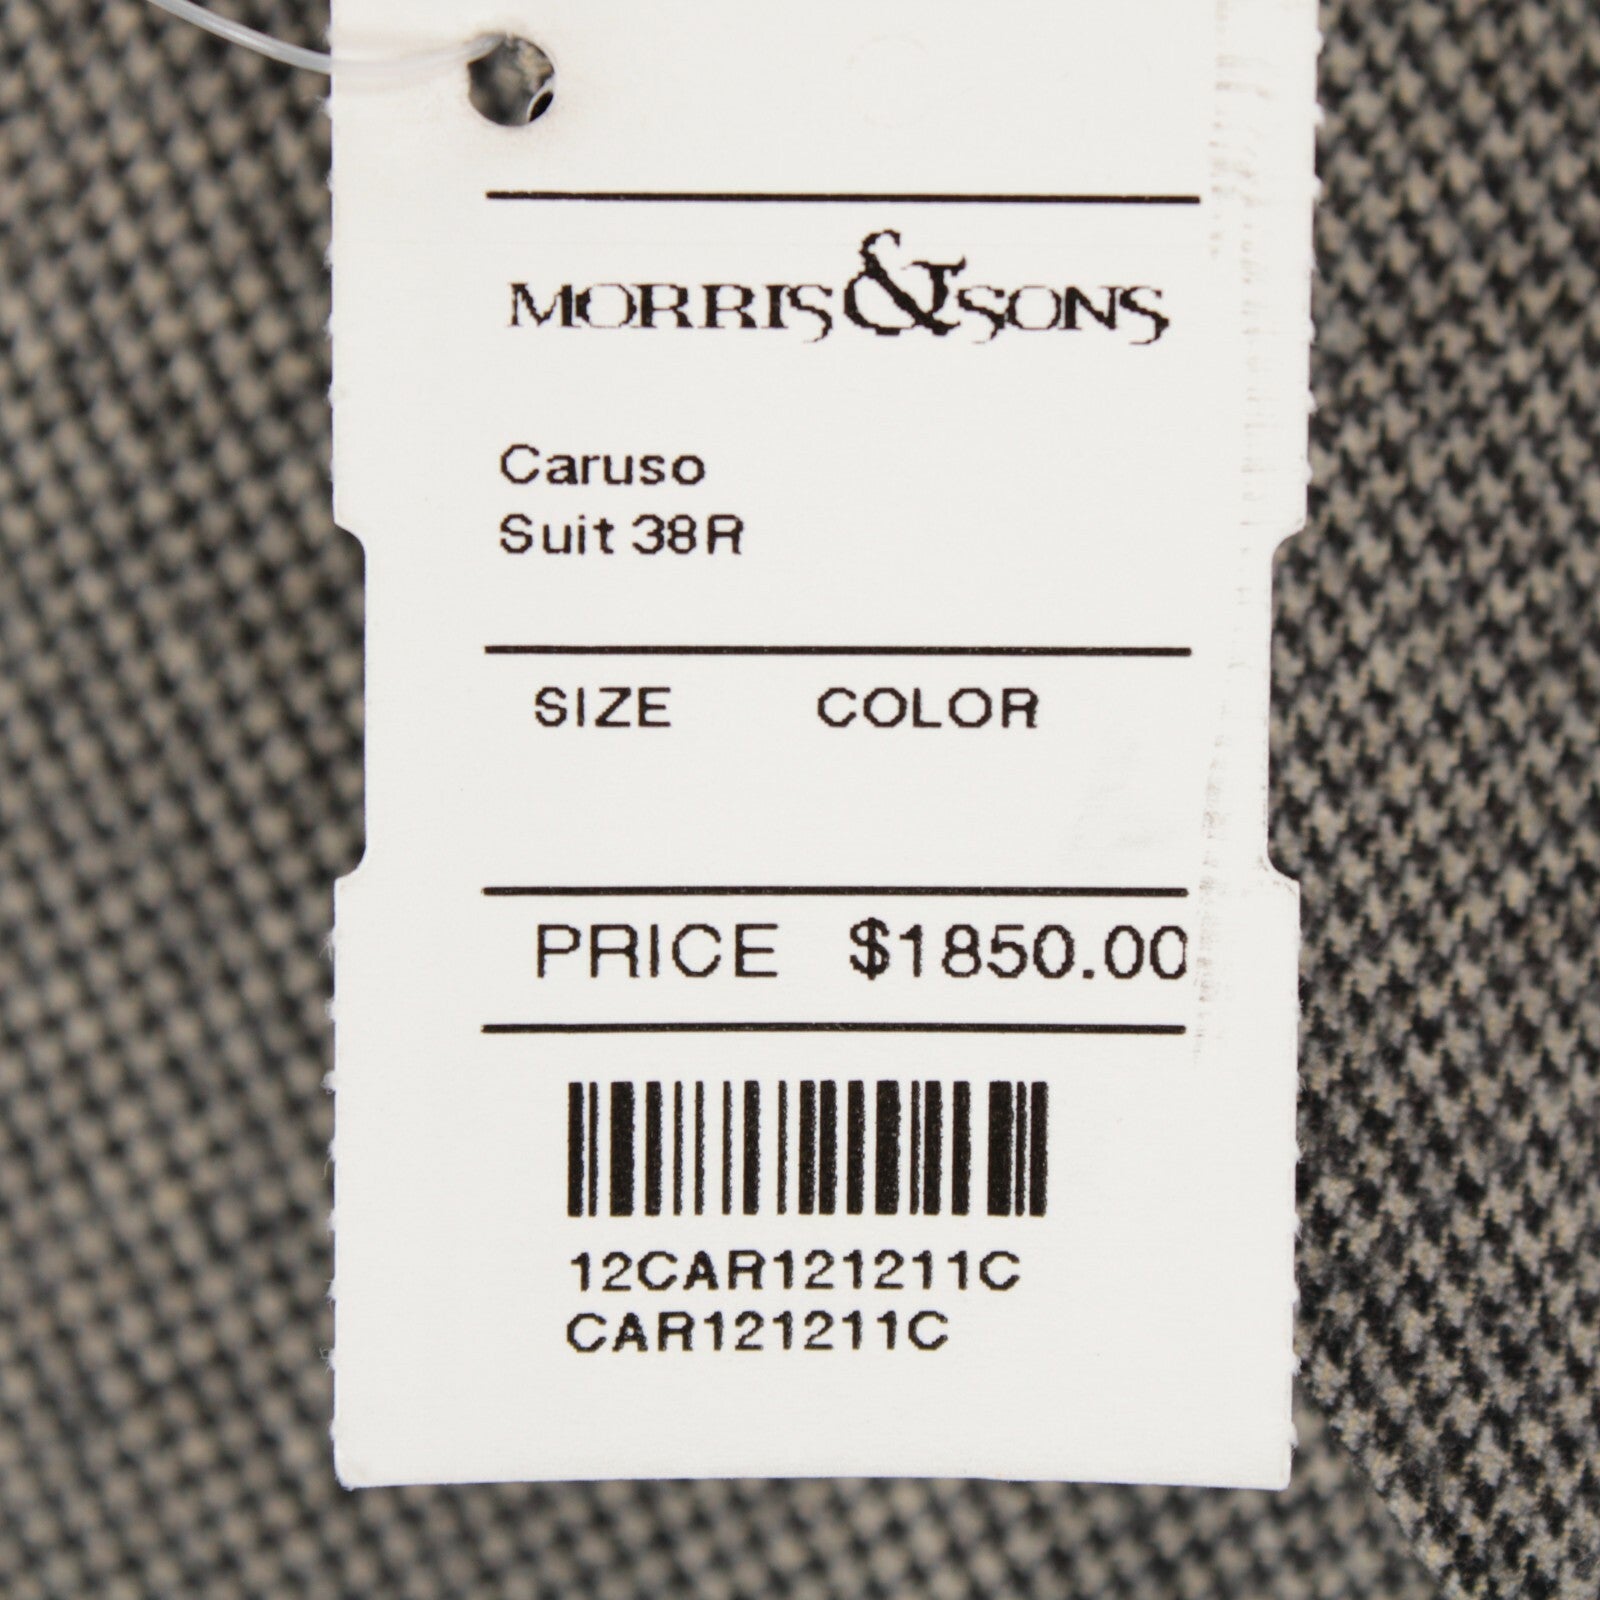 MORRIS & SONS
Caruso
Suit 38R
SIZE COLOR
PRICE $1850.00
12CAR121211C
CAR121211C